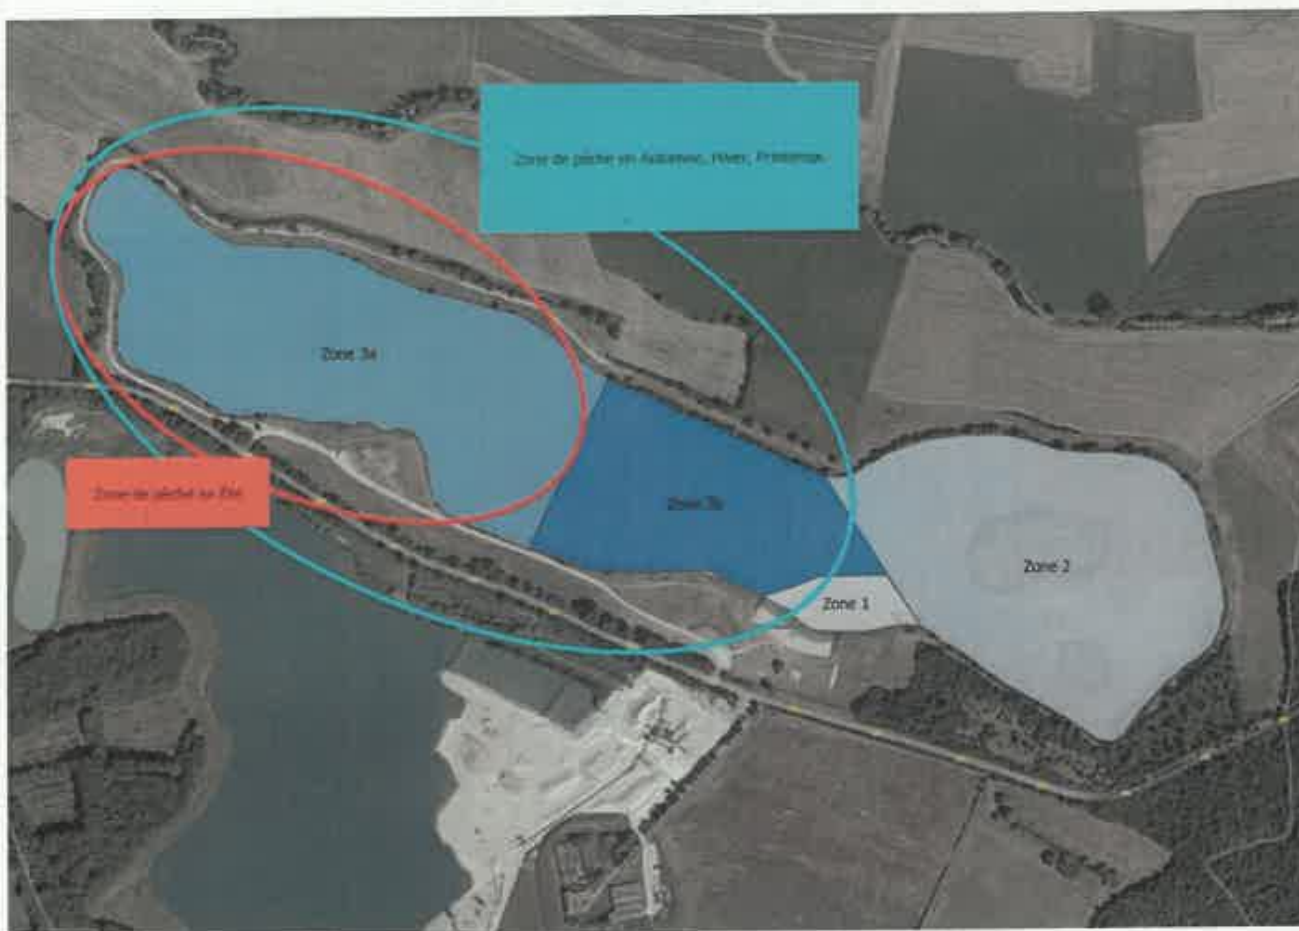 Zone de pêche en Automne, Hiver, Printemps
Zone 3a
Zone de pêche en Été
Zone 3b
Zone 2
Zone 1